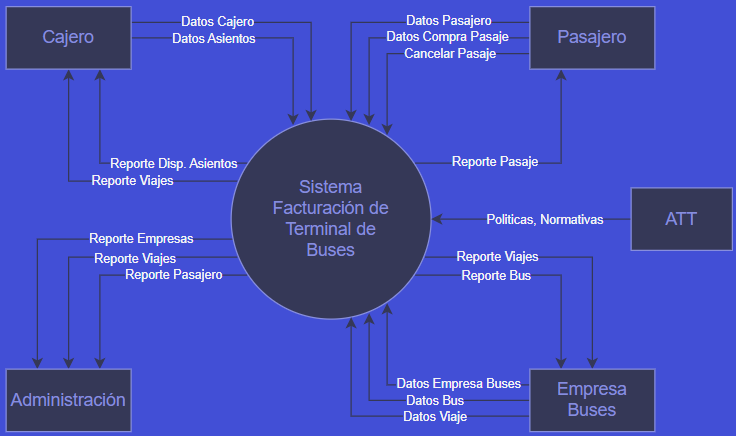 Cajero
Datos Cajero
Datos Asientos
Datos Pasajero
Datos Compra Pasaje
Cancelar Pasaje
Pasajero
Reporte Disp. Asientos
Reporte Viajes
Reporte Pasaje
Sistema
Facturación de
Terminal de
Buses
Politicas, Normativas
ATT
Reporte Empresas
Reporte Viajes
Reporte Pasajero
Reporte Viajes
Reporte Bus
Administración
Datos Empresa Buses
Datos Bus
Datos Viaje
Empresa
Buses